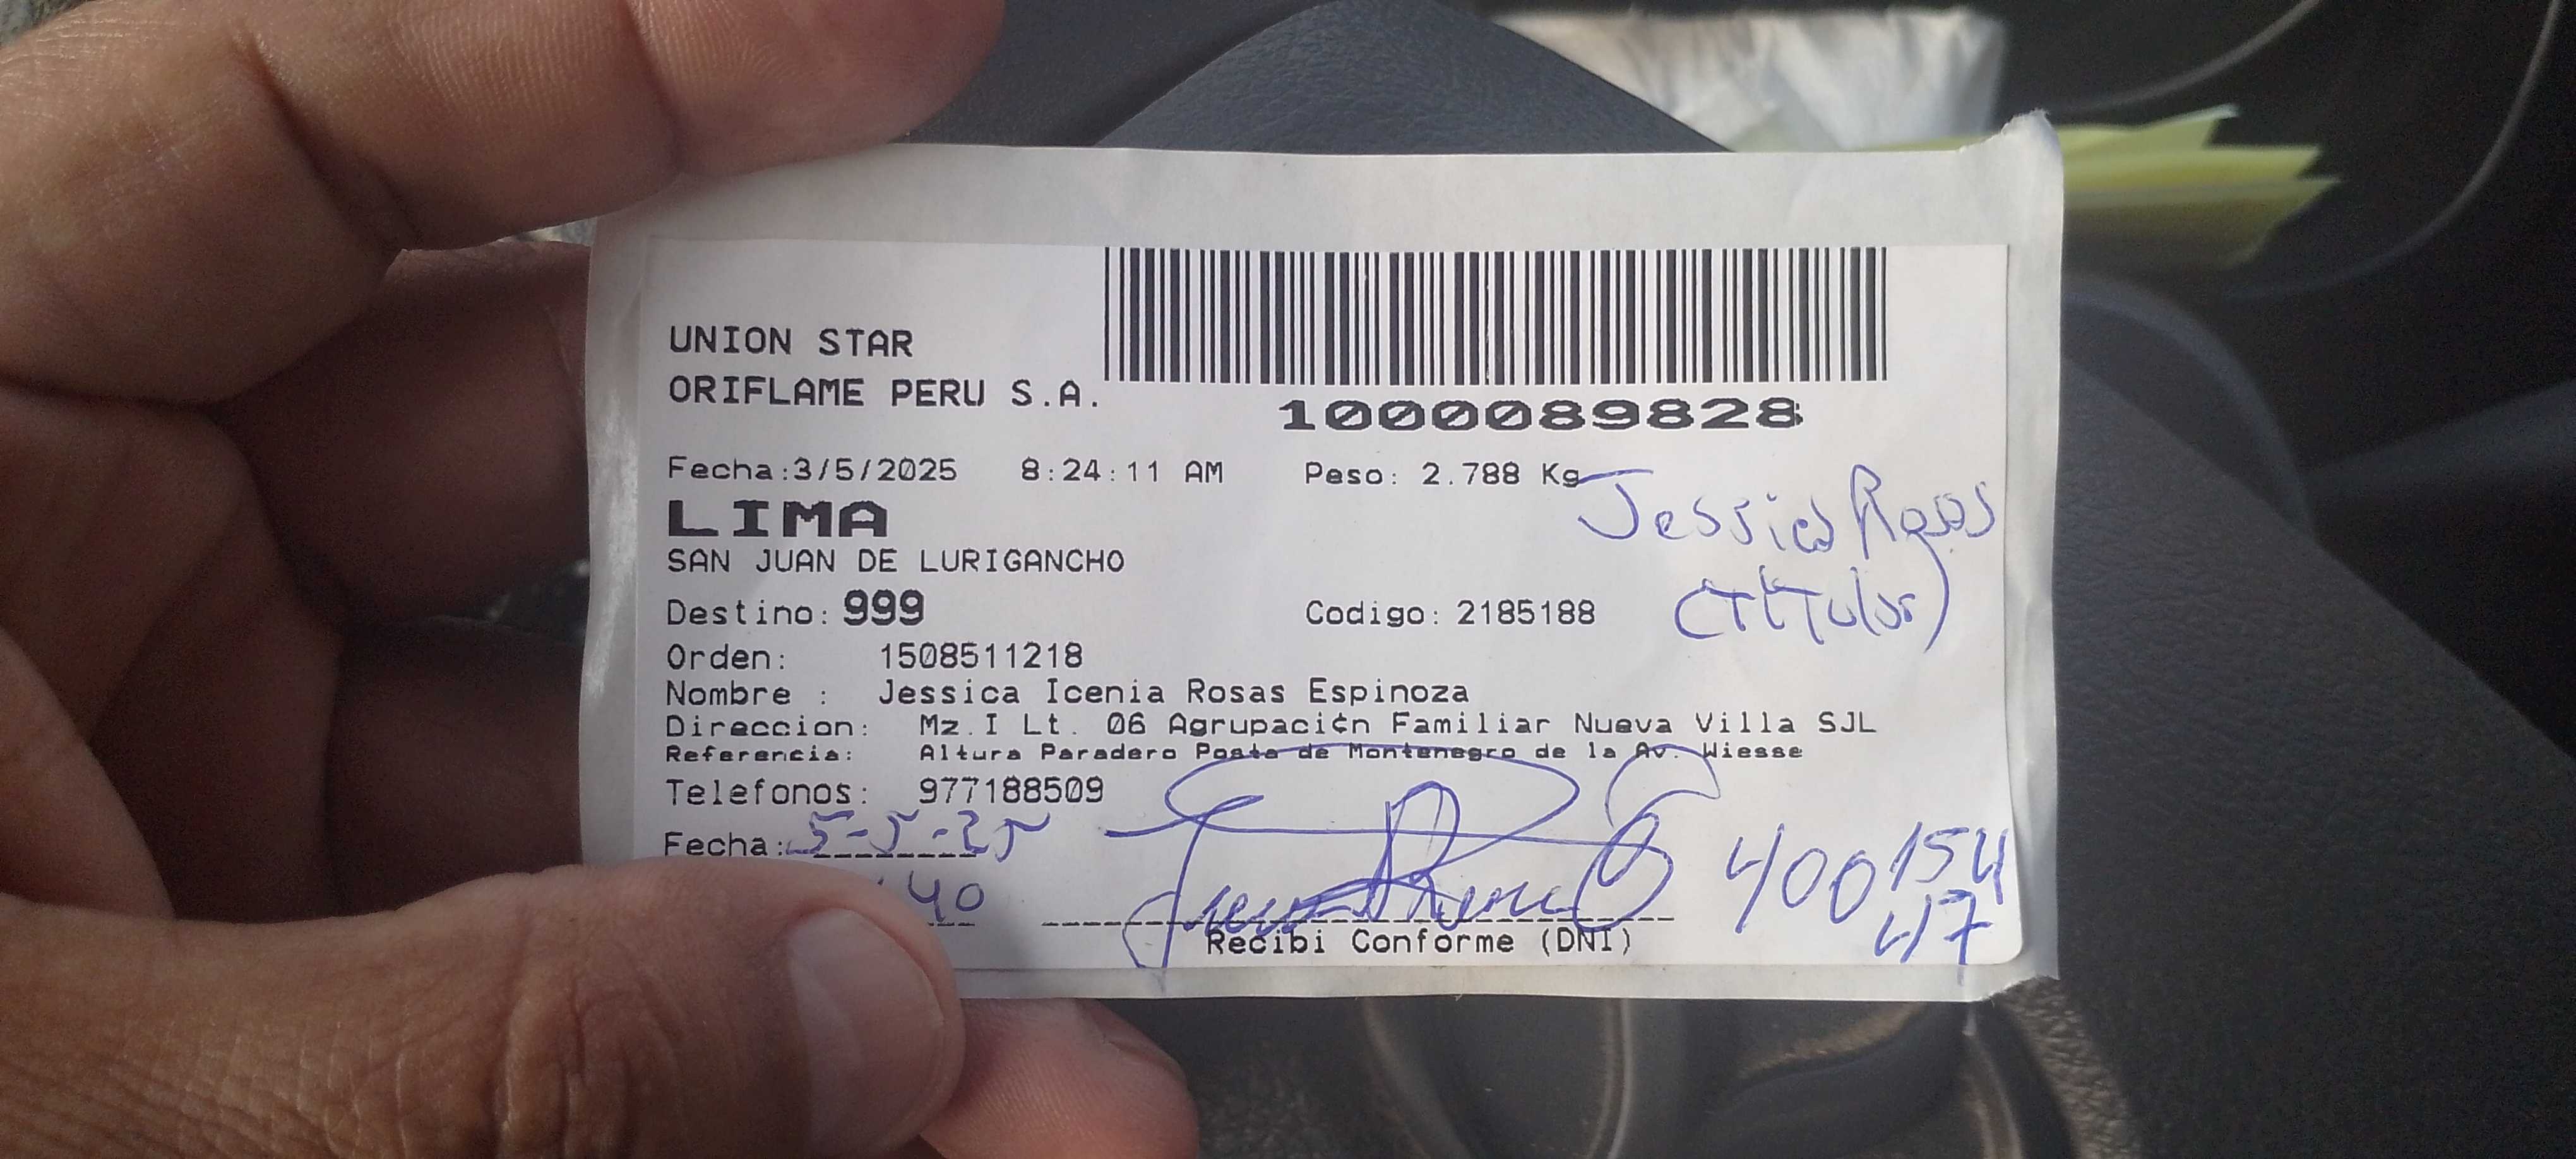 UNION STAR
ORIFLAME PERU S.A.
1000089828
Fecha:3/5/2025 8:24:11 AM Peso: 2.788 Kg
Jessica Rosas
LIMA
SAN JUAN DE LURIGANCHO
(Titular)
Destino: 999 Codigo: 2185188
Orden: 1508511218
Nombre : Jessica Icenia Rosas Espinoza
Direccion: Mz.I Lt. 06 Agrupaci¢n Familiar Nueva Villa SJL
Referencia: Altura Paradero Posta de Montenegro de la Av. Wiesse
Telefonos: 977188509
Fecha: 5-5-25
40
400154
417
Recibi Conforme (DNI)